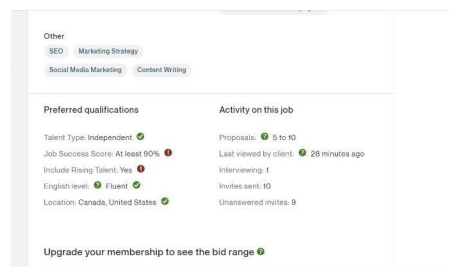 Other
SEO Marketing Strategy
Social Media Marketing Content Writing
Preferred qualifications
Talent Type: Independent
Job Success Score: At least 90%
Include Rising Talent: Yes
English level: Fluent
Location: Canada, United States
Activity on this job
Proposals: 5 to 10
Last viewed by client: 28 minutes ago
Interviewing: 1
Invites sent: 10
Unanswered invites: 9
Upgrade your membership to see the bid range